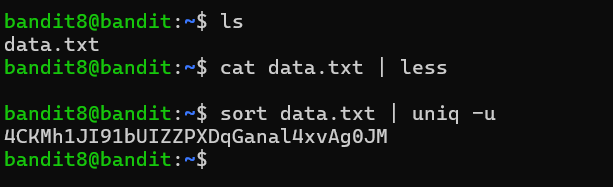 bandit8@bandit:~$ ls
data.txt
bandit8@bandit:~$ cat data.txt | less
bandit8@bandit:~$ sort data.txt | uniq -u
4CKMh1JI91bUIZZPXDqGanal4xvAg0JM
bandit8@bandit:~$